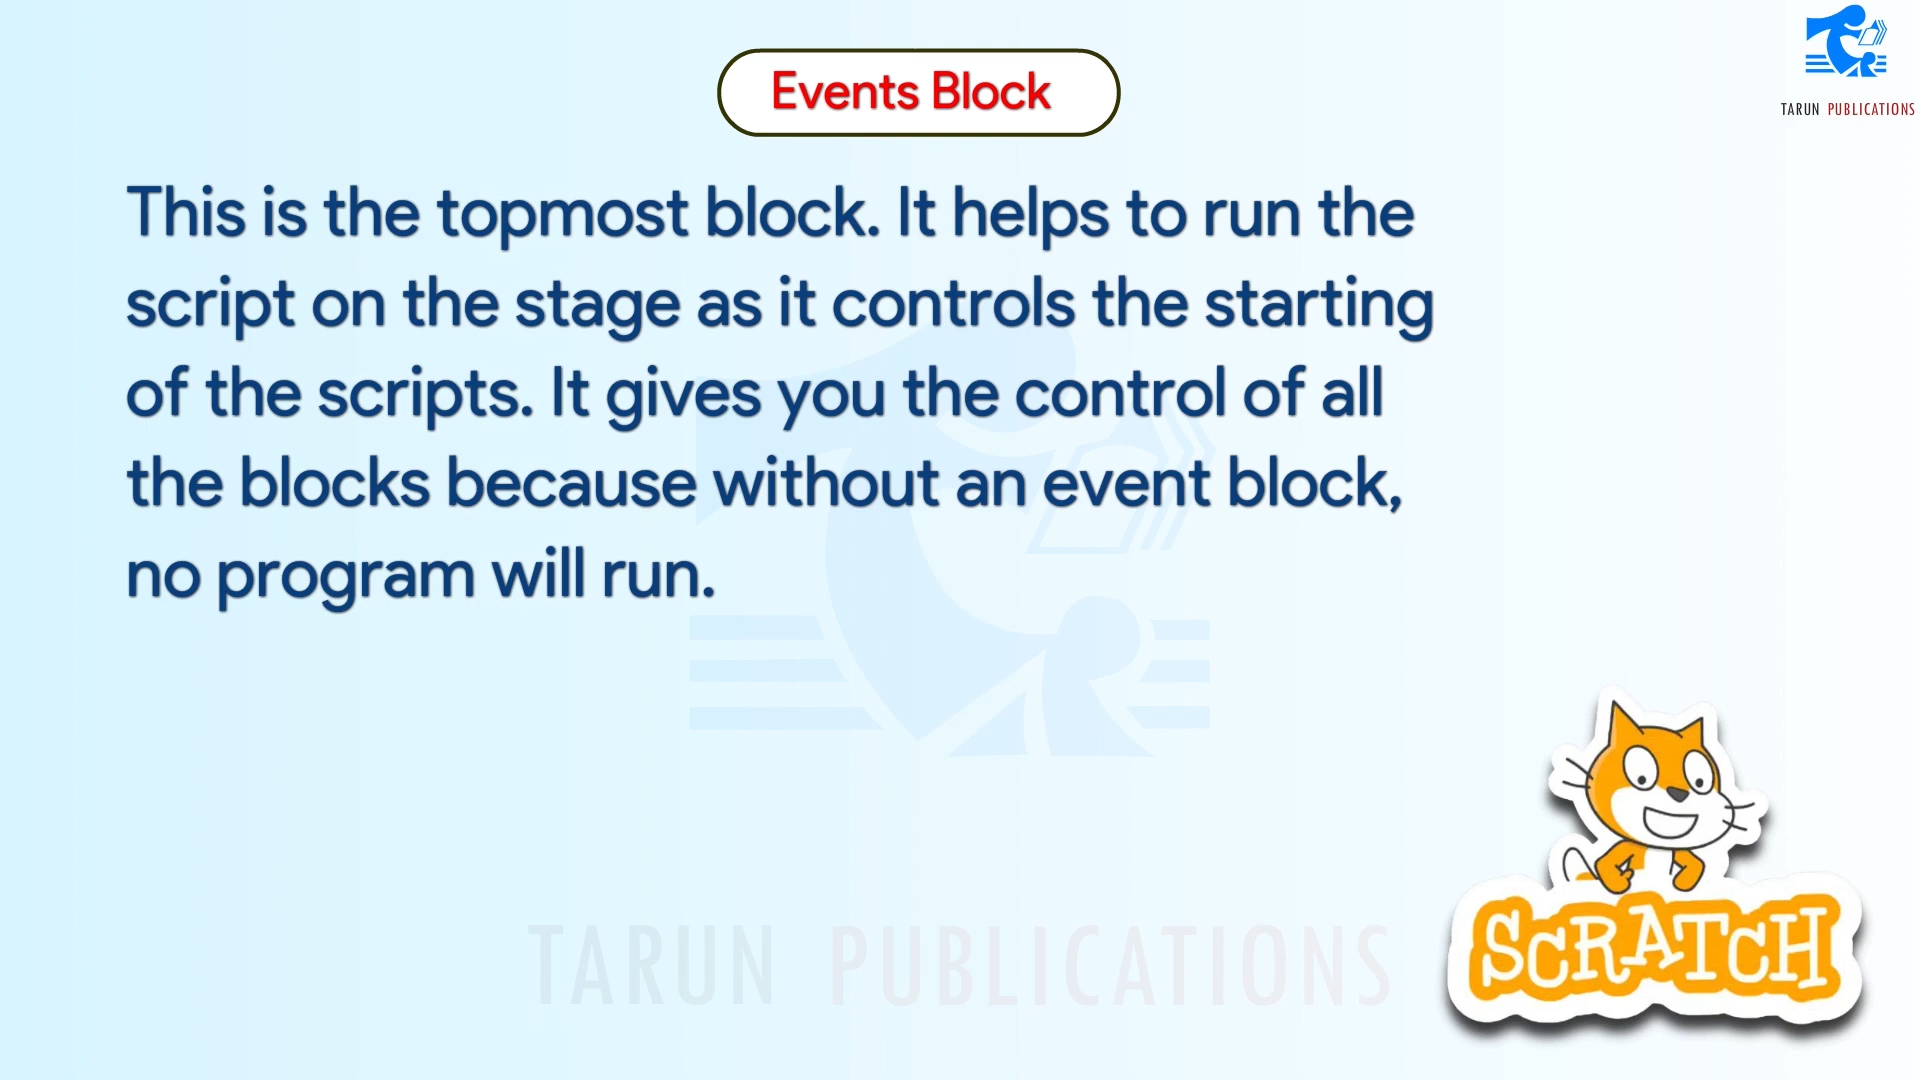 Events Block
TARUN PUBLICATIONS
This is the topmost block. It helps to run the
script on the stage as it controls the starting
of the scripts. It gives you the control of all
the blocks because without an event block,
no program will run.
TARUN PUBLICATIONS
SCRATCH